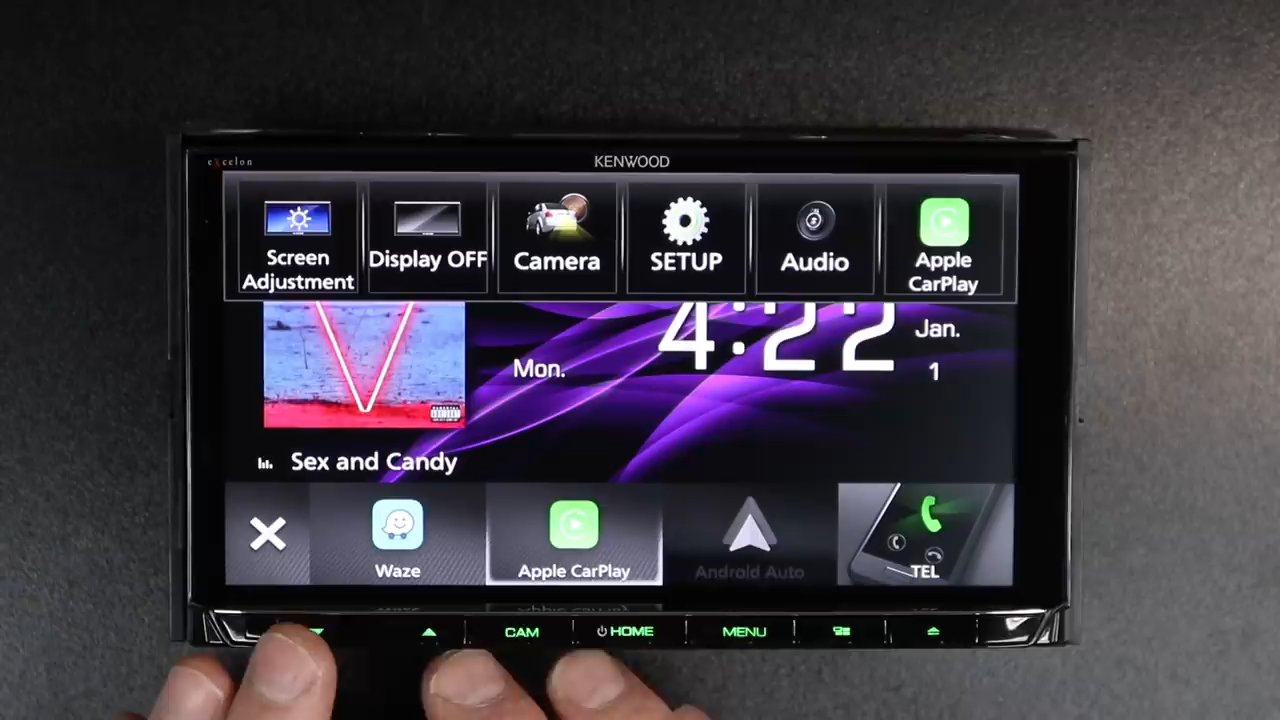 eXcelon
KENWOOD
Screen
Adjustment
Display OFF
Camera
SETUP
Audio
Apple
CarPlay
4:22
Jan.
Mon.
1
Sex and Candy
Waze
Apple CarPlay
Android Auto
TEL
CAM
HOME
MENU